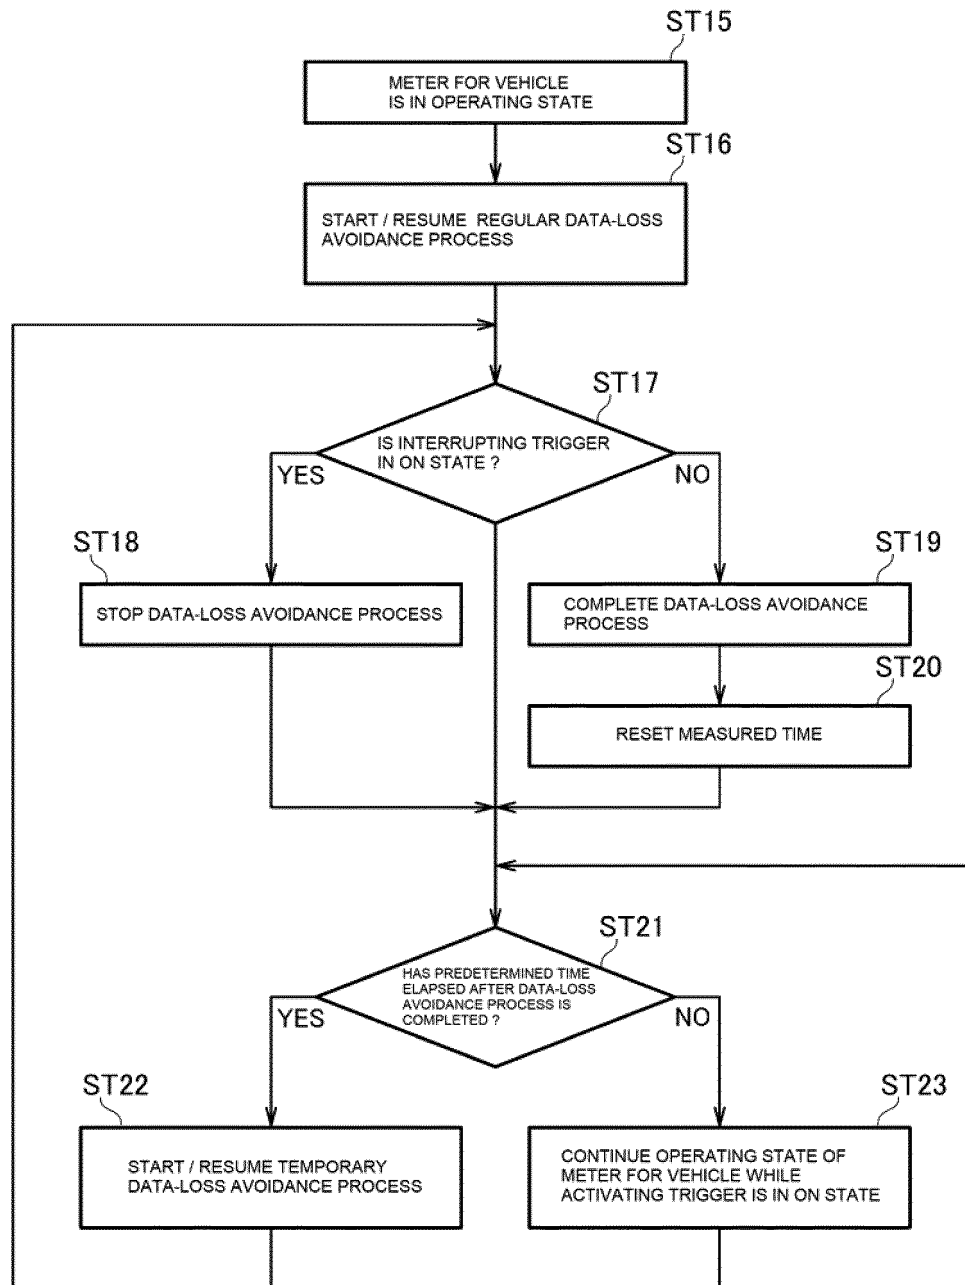 ST15
METER FOR VEHICLE
IS IN OPERATING STATE
ST16
START / RESUME REGULAR DATA-LOSS
AVOIDANCE PROCESS
ST17
IS INTERRUPTING TRIGGER
IN ON STATE ?
YES
NO
ST18
STOP DATA-LOSS AVOIDANCE PROCESS
ST19
COMPLETE DATA-LOSS AVOIDANCE
PROCESS
ST20
RESET MEASURED TIME
ST21
HAS PREDETERMINED TIME
ELAPSED AFTER DATA-LOSS
AVOIDANCE PROCESS IS
COMPLETED ?
YES
NO
ST22
START / RESUME TEMPORARY
DATA-LOSS AVOIDANCE PROCESS
ST23
CONTINUE OPERATING STATE OF
METER FOR VEHICLE WHILE
ACTIVATING TRIGGER IS IN ON STATE